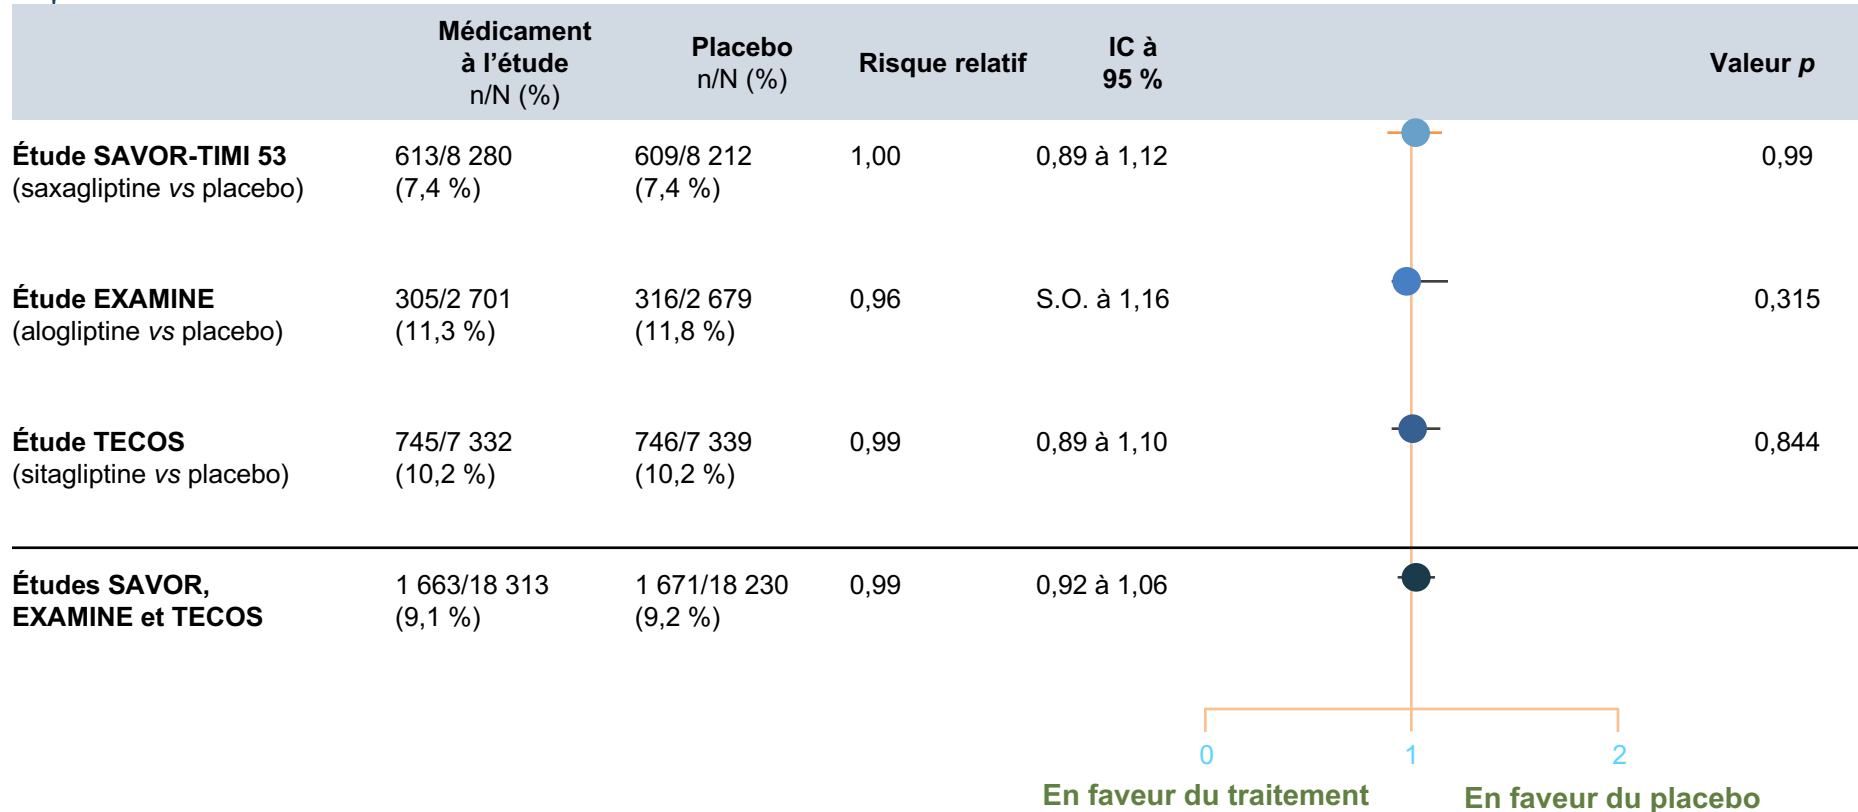 Médicament
à l’étude
n/N (%)
Placebo
n/N (%)
Risque relatif
IC à
95 %
Valeur p
Étude SAVOR-TIMI 53
(saxagliptine vs placebo)
613/8 280
(7,4 %)
609/8 212
(7,4 %)
1,00
0,89 à 1,12
0,99
Étude EXAMINE
(alogliptine vs placebo)
305/2 701
(11,3 %)
316/2 679
(11,8 %)
0,96
S.O. à 1,16
0,315
Étude TECOS
(sitagliptine vs placebo)
745/7 332
(10,2 %)
746/7 339
(10,2 %)
0,99
0,89 à 1,10
0,844
Études SAVOR,
EXAMINE et TECOS
1 663/18 313
(9,1 %)
1 671/18 230
(9,2 %)
0,99
0,92 à 1,06
0
1
2
En faveur du traitement
En faveur du placebo